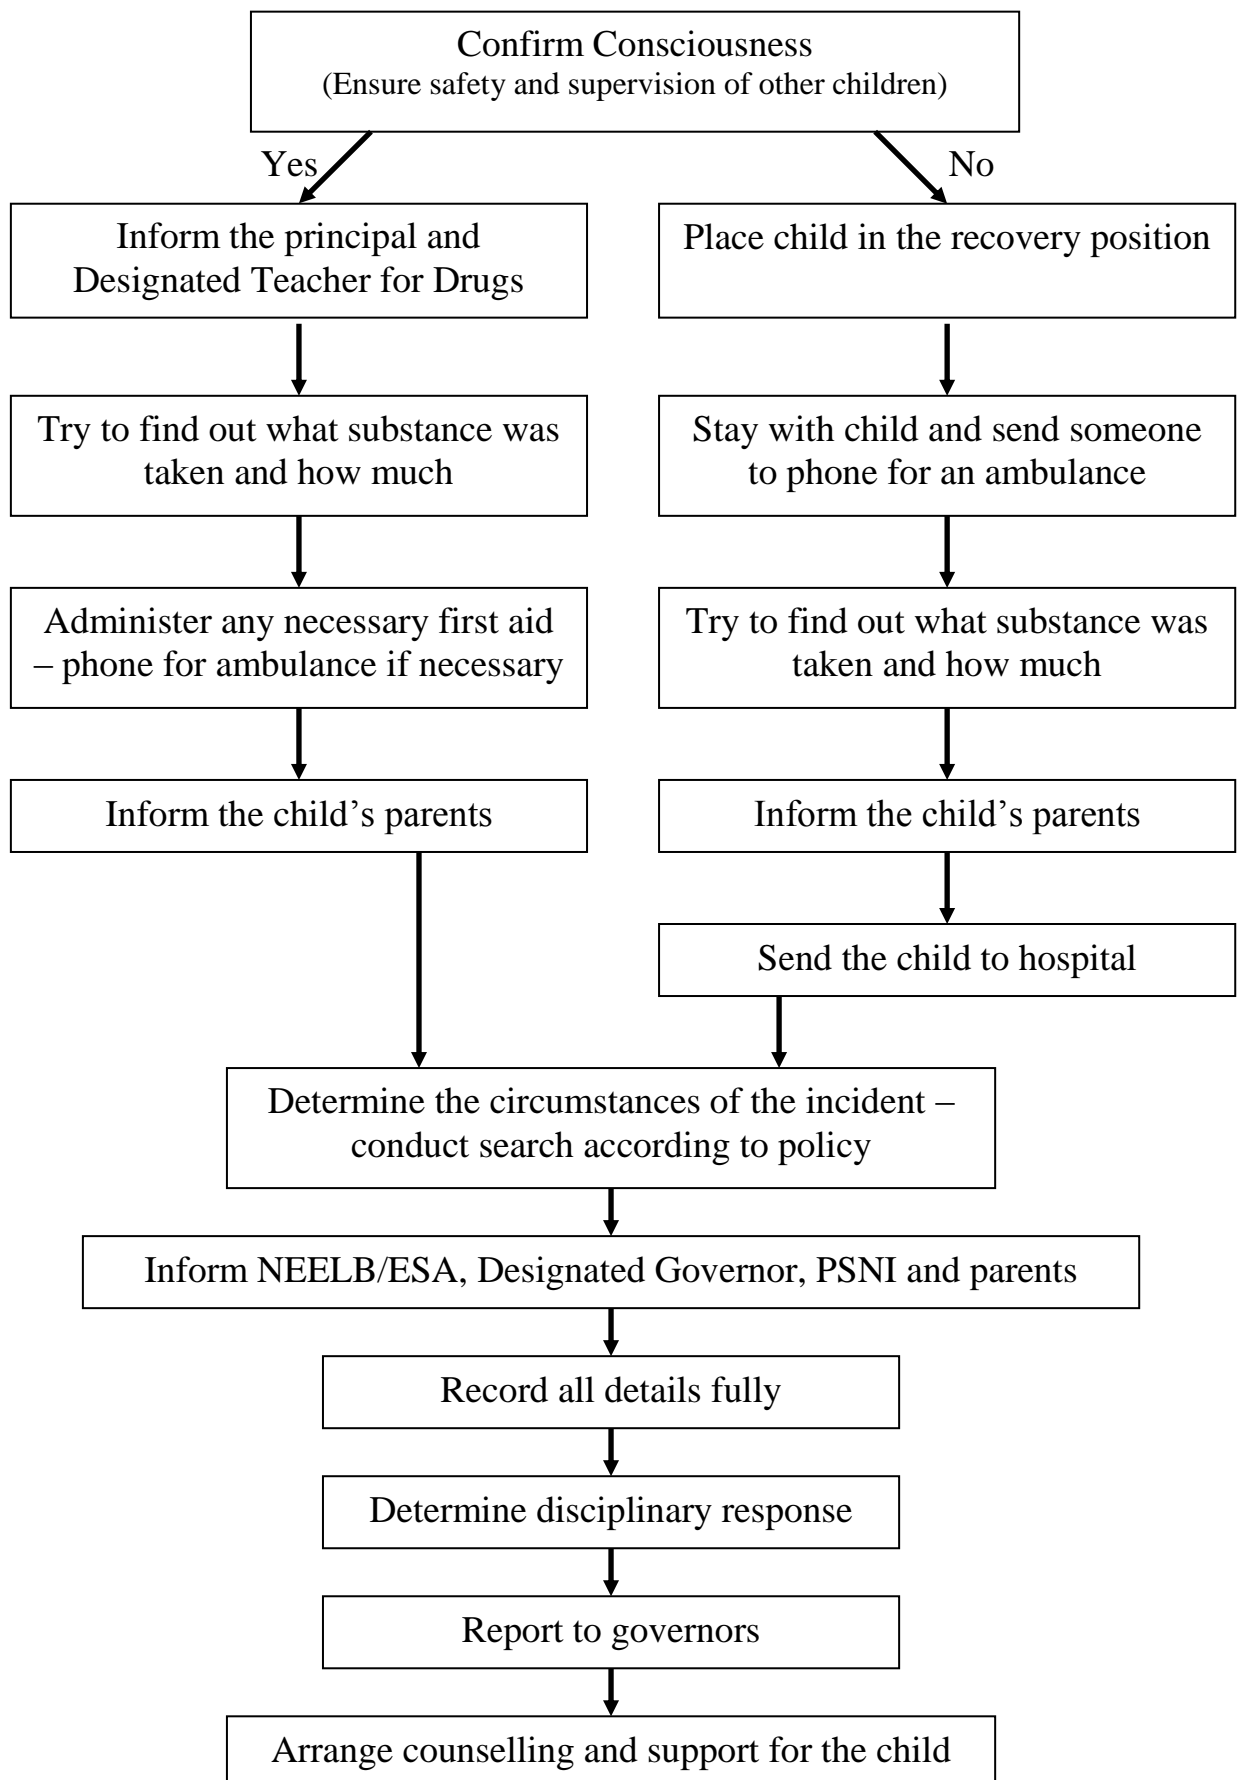 Confirm Consciousness
(Ensure safety and supervision of other children)
Yes
No
Inform the principal and
Designated Teacher for Drugs
Place child in the recovery position
Try to find out what substance was
taken and how much
Stay with child and send someone
to phone for an ambulance
Administer any necessary first aid
– phone for ambulance if necessary
Try to find out what substance was
taken and how much
Inform the child’s parents
Inform the child’s parents
Send the child to hospital
Determine the circumstances of the incident –
conduct search according to policy
Inform NEELB/ESA, Designated Governor, PSNI and parents
Record all details fully
Determine disciplinary response
Report to governors
Arrange counselling and support for the child